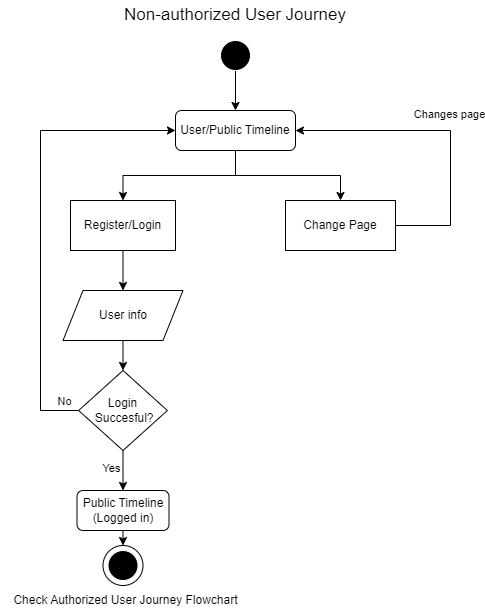 Non-authorized User Journey
Changes page
User/Public Timeline
Register/Login
Change Page
User info
Login
Succesful?
No
Yes
Public Timeline
(Logged in)
Check Authorized User Journey Flowchart